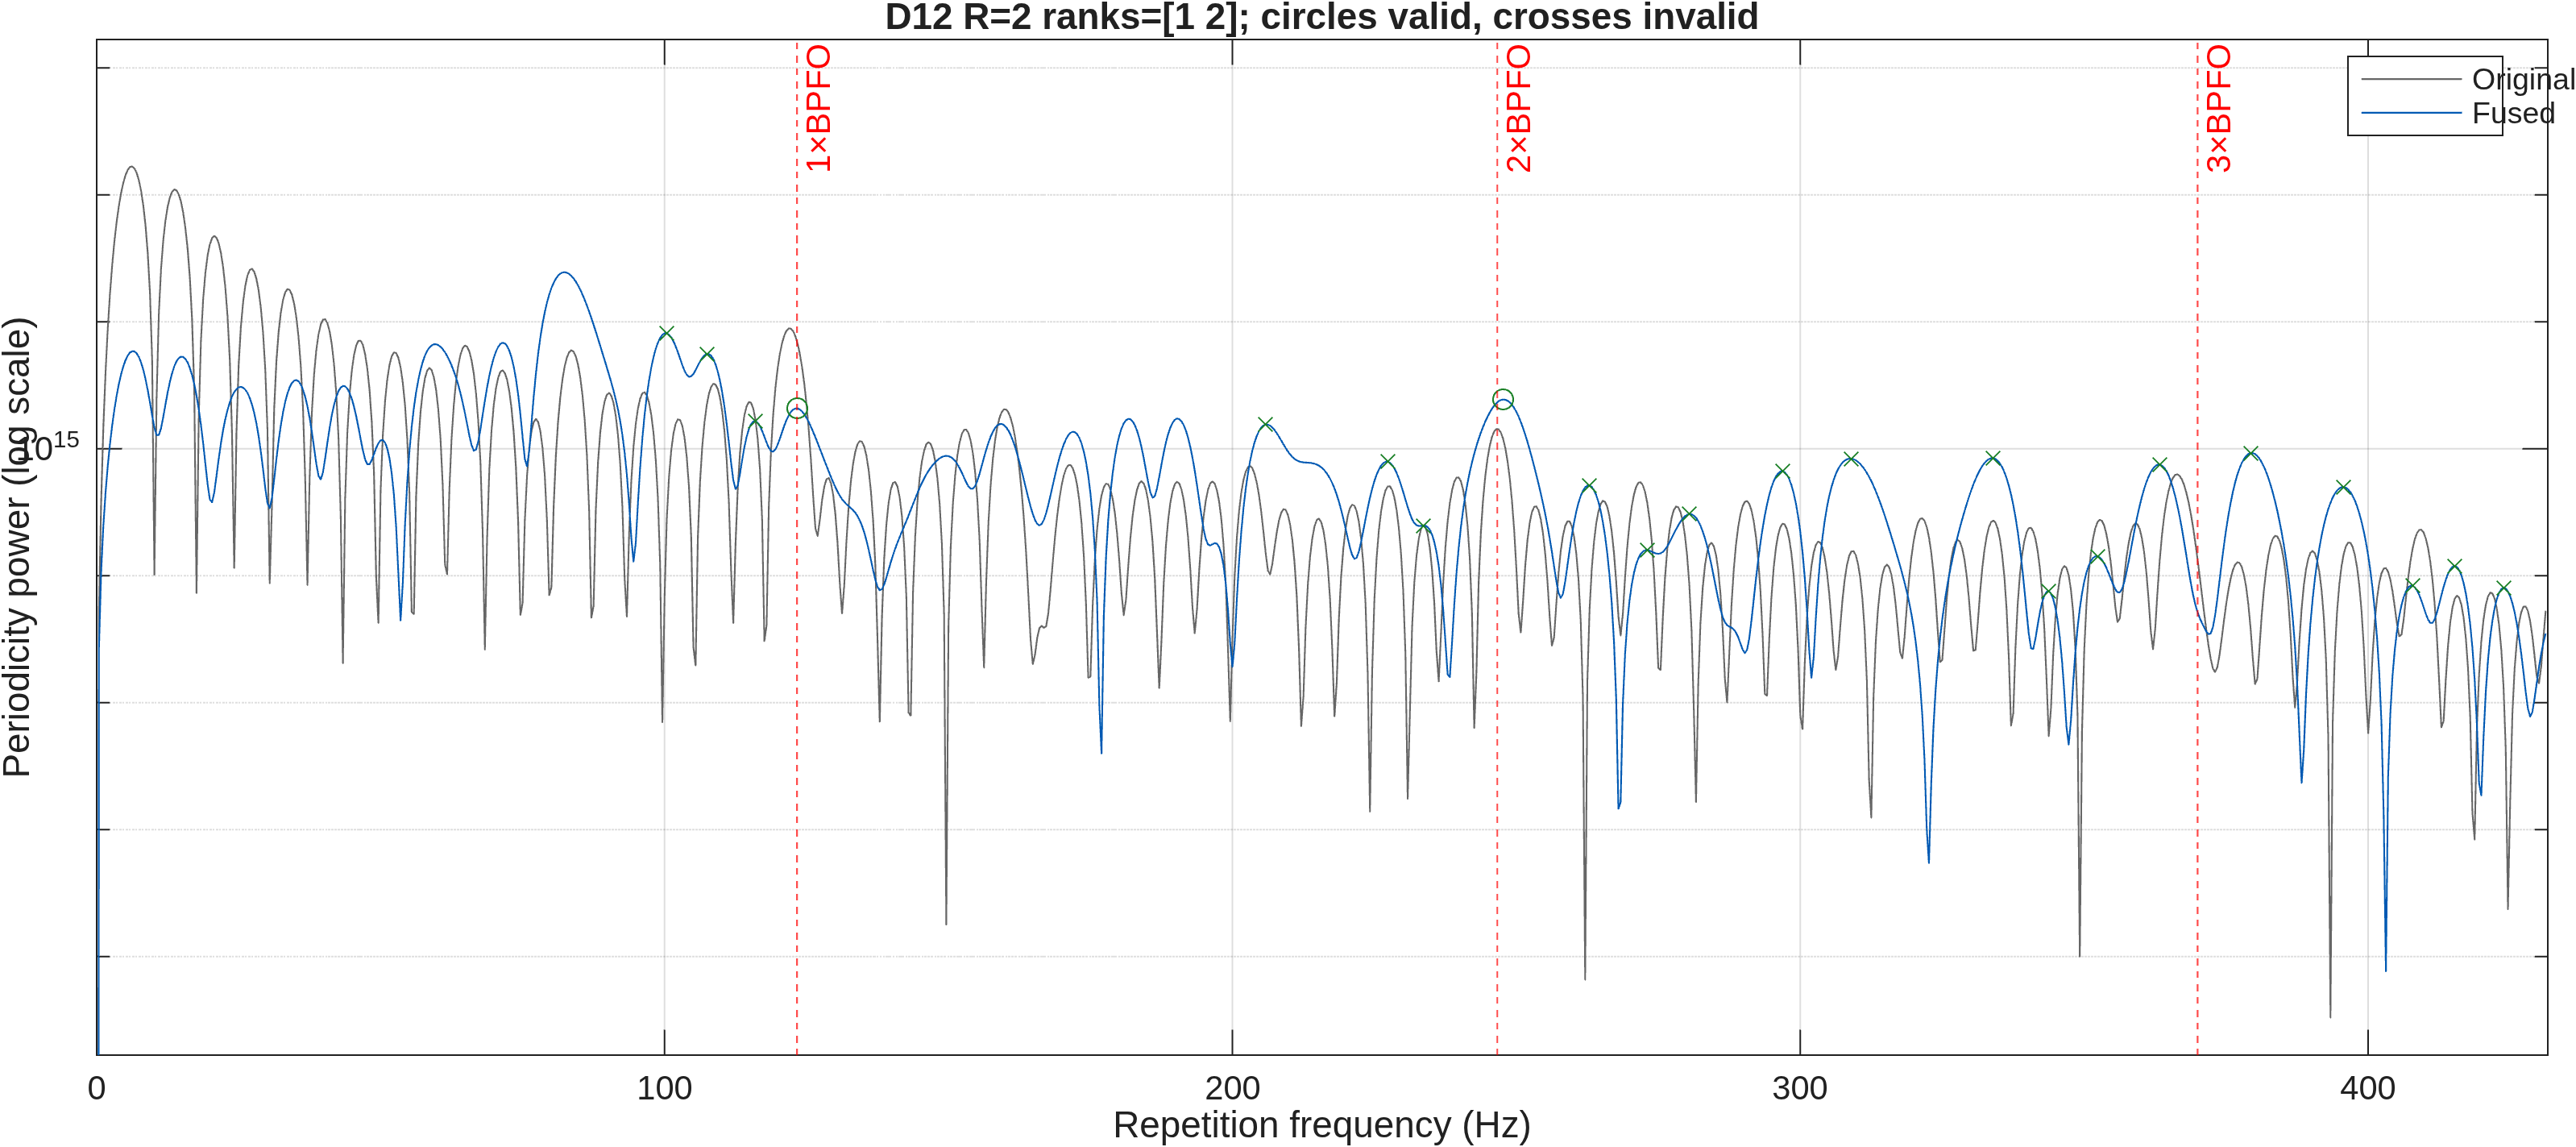 D12 R=2 ranks=[1 2]; circles valid, crosses invalid
1×BPFO
2×BPFO
3×BPFO
Original
Fused
Periodicity power (log scale)
10^15
0
100
200
300
400
Repetition frequency (Hz)